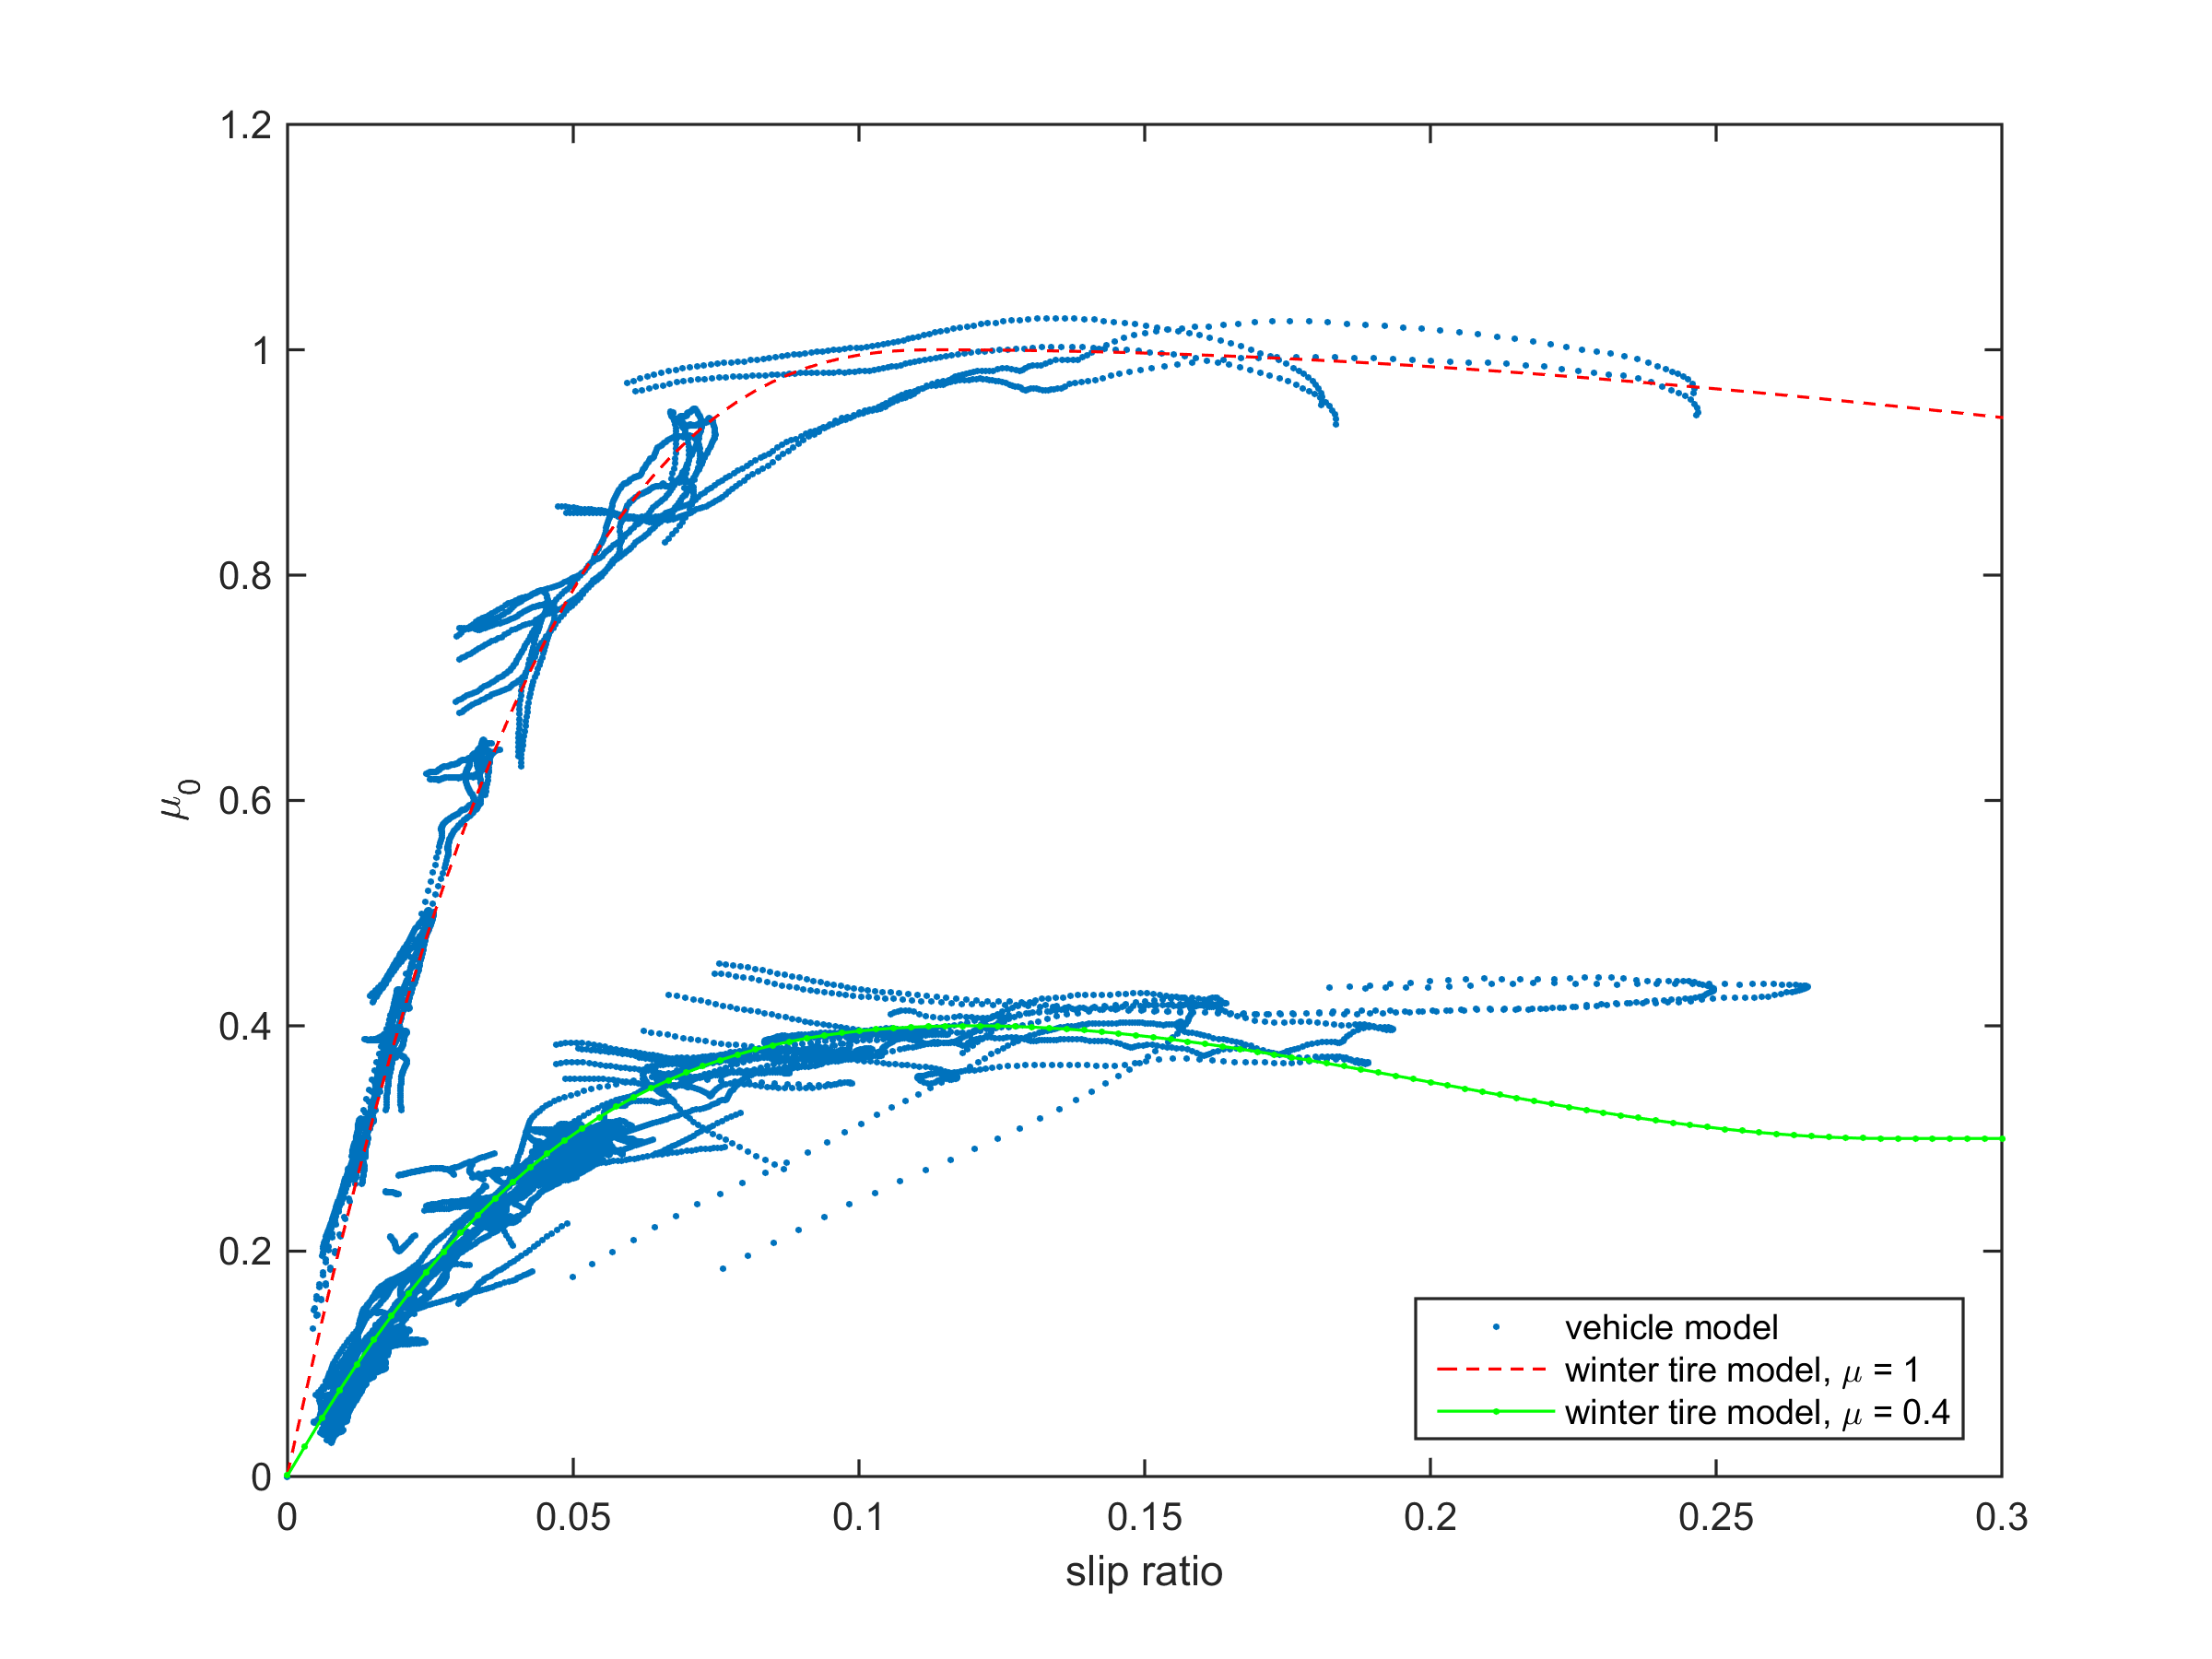 1.2
1
0.8
0.6
0.4
0.2
0
μ0
0 0.05 0.1 0.15 0.2 0.25 0.3
slip ratio
vehicle model
winter tire model, μ = 1
winter tire model, μ = 0.4